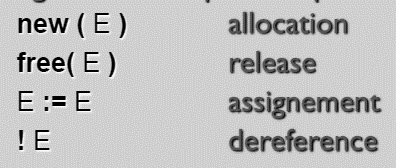 new ( E ) allocation
free( E ) release
E := E assignement
! E dereference